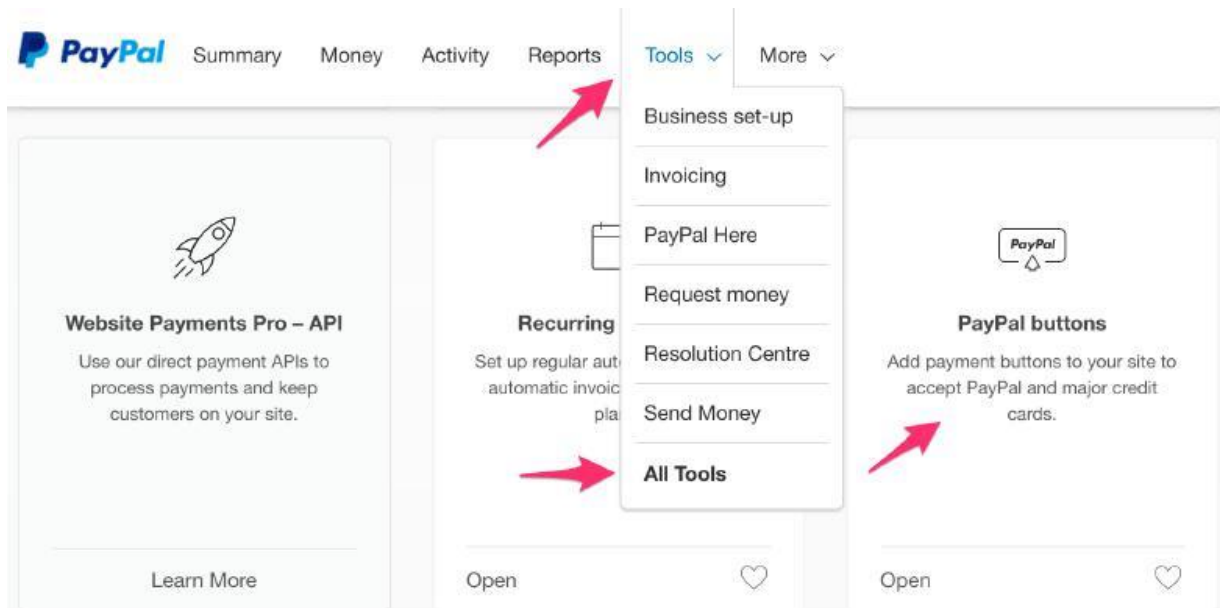 PayPal Summary Money Activity Reports Tools More
Business set-up
Invoicing
PayPal Here
Request money
Resolution Centre
Send Money
All Tools
Website Payments Pro – API
Use our direct payment APIs to
process payments and keep
customers on your site.
Learn More
Recurring
Set up regular
automatic
Open
PayPal
PayPal buttons
Add payment buttons to your site to
accept PayPal and major credit
cards.
Open